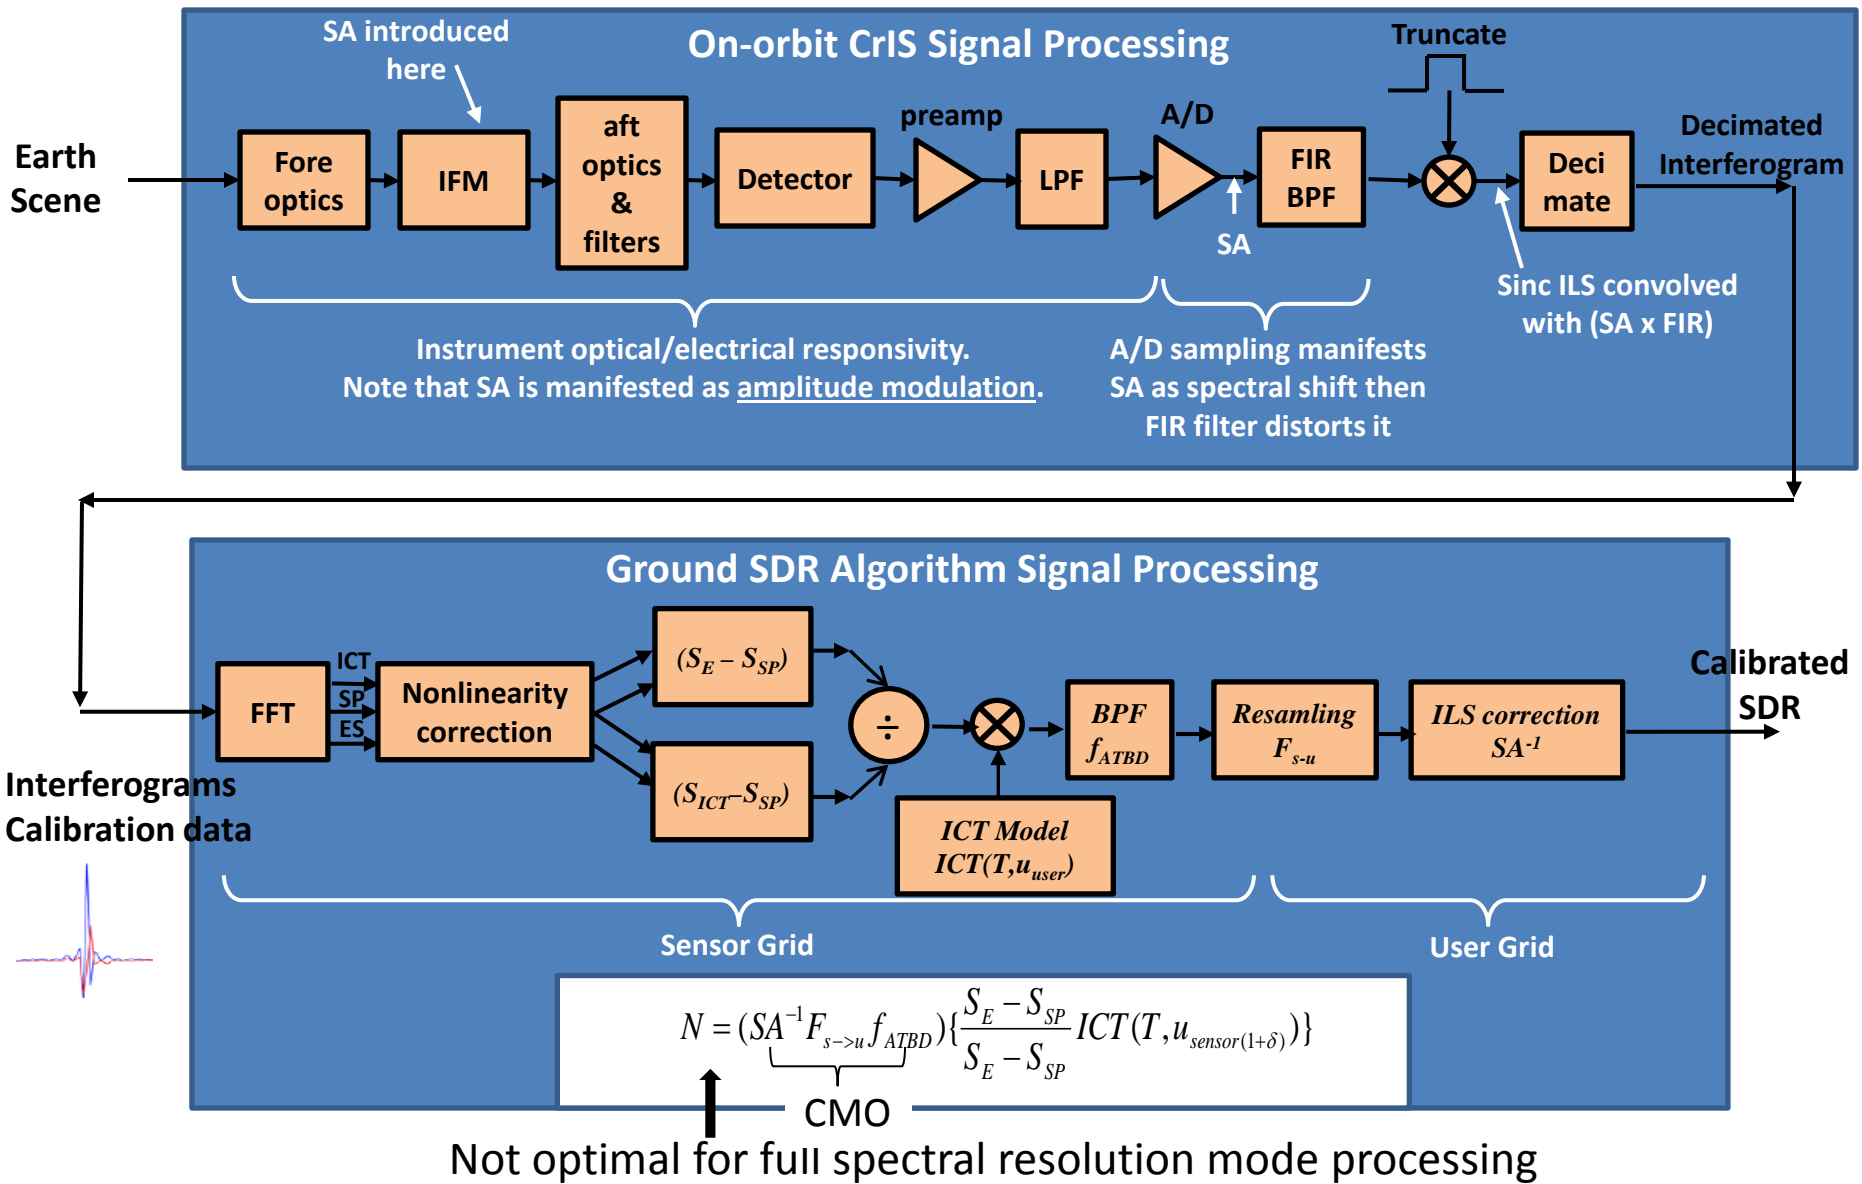 On-orbit CrIS Signal Processing
SA introduced
here
Truncate
Earth
Scene
Fore
optics
IFM
aft
optics
&
filters
Detector
preamp
LPF
A/D
SA
FIR
BPF
Deci
mate
Decimated
Interferogram
Sinc ILS convolved
with (SA x FIR)
Instrument optical/electrical responsivity.
Note that SA is manifested as amplitude modulation.
A/D sampling manifests
SA as spectral shift then
FIR filter distorts it
Ground SDR Algorithm Signal Processing
Interferograms
Calibration data
FFT
ICT
SP
ES
Nonlinearity
correction
(S_E – S_SP)
(S_ICT–S_SP)
÷
ICT Model
ICT(T,u_user)
BPF
f_ATBD
Resamling
F_s-u
ILS correction
SA^-1
Calibrated
SDR
Sensor Grid
User Grid
N = (SA^−1 F_s−>u f_ATBD){(S_E − S_SP)/(S_E − S_SP) ICT(T, u_sensor(1+δ))}
CMO
Not optimal for full spectral resolution mode processing